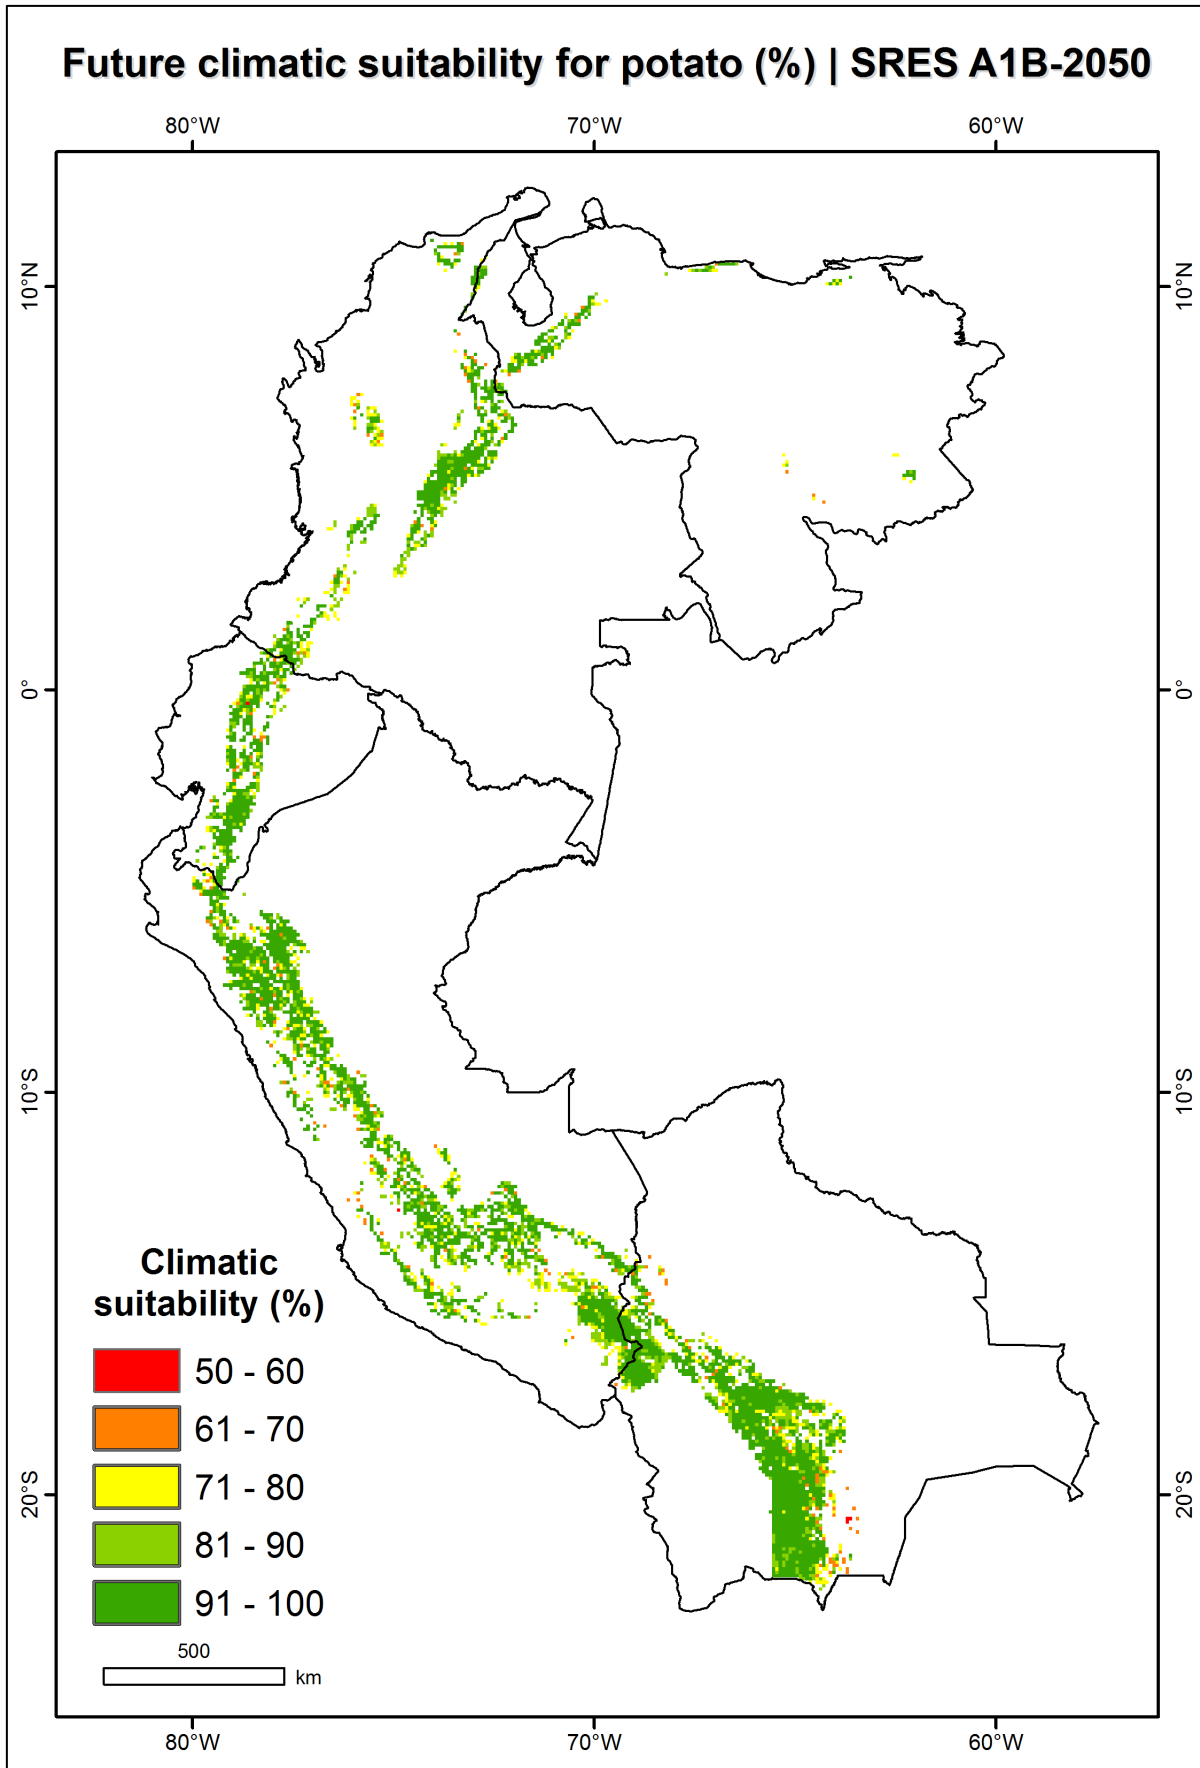 Future climatic suitability for potato (%) | SRES A1B-2050
80°W 70°W 60°W
10°N 10°N
0° 0°
10°S 10°S
20°S 20°S
Climatic
suitability (%)
50 - 60
61 - 70
71 - 80
81 - 90
91 - 100
500
km
80°W 70°W 60°W